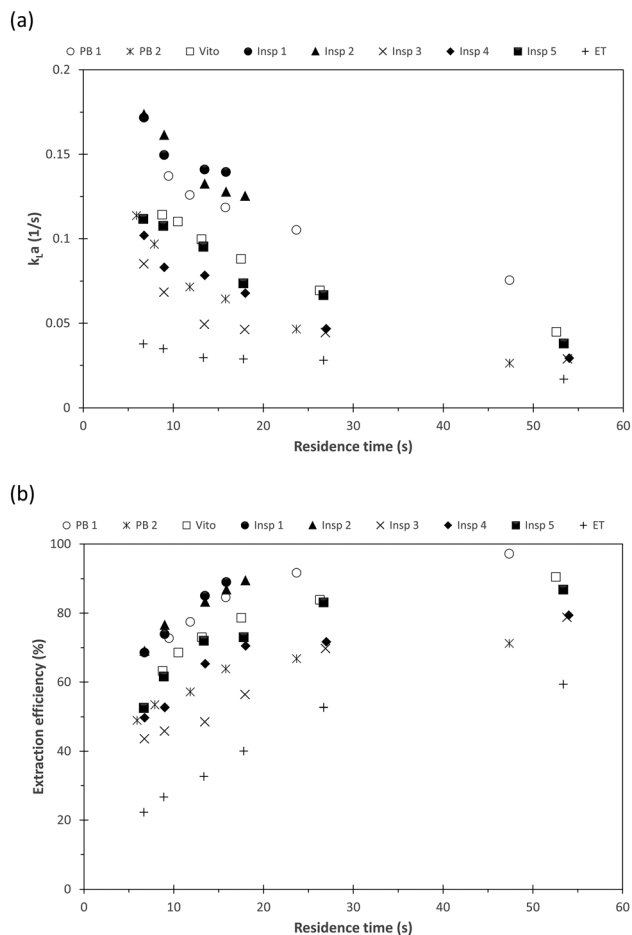 (a)
PB 1 PB 2 Vito Insp 1 Insp 2 Insp 3 Insp 4 Insp 5 ET
0.2
0.15
0.1
0.05
0
kLa (1/s)
0 10 20 30 40 50 60
Residence time (s)
(b)
PB 1 PB 2 Vito Insp 1 Insp 2 Insp 3 Insp 4 Insp 5 ET
100
80
60
40
20
0
Extraction efficiency (%)
0 10 20 30 40 50 60
Residence time (s)